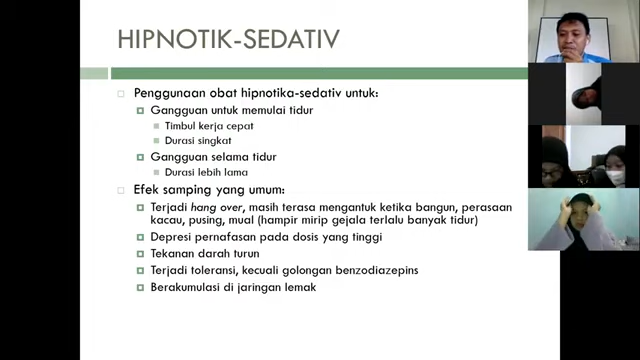 HIPNOTIK-SEDATIV
Penggunaan obat hipnotika-sedativ untuk:
Gangguan untuk memulai tidur
Timbul kerja cepat
Durasi singkat
Gangguan selama tidur
Durasi lebih lama
Efek samping yang umum:
Terjadi hang over, masih terasa mengantuk ketika bangun, perasaan
kacau, pusing, mual (hampir mirip gejala terlalu banyak tidur)
Depresi pernafasan pada dosis yang tinggi
Tekanan darah turun
Terjadi toleransi, kecuali golongan benzodiazepins
Berakumulasi di jaringan lemak